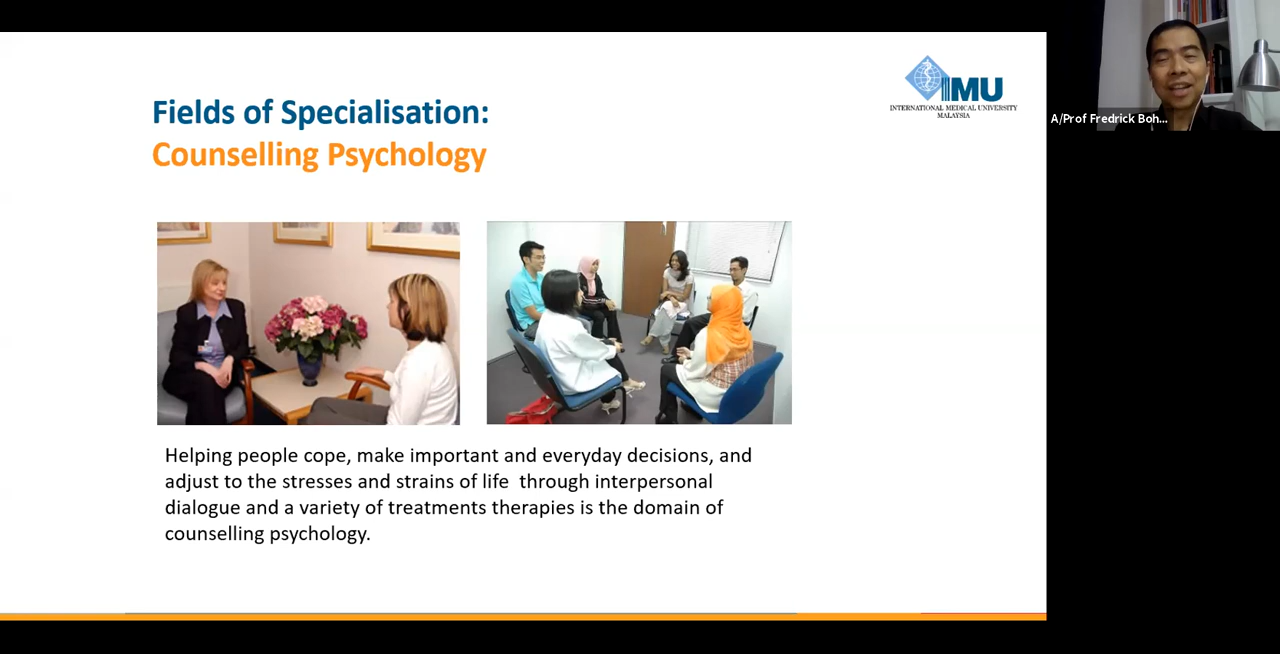 Fields of Specialisation:
Counselling Psychology
IMU
INTERNATIONAL MEDICAL UNIVERSITY
MALAYSIA
A/Prof Fredrick Boh...
Helping people cope, make important and everyday decisions, and
adjust to the stresses and strains of life  through interpersonal
dialogue and a variety of treatments therapies is the domain of
counselling psychology.